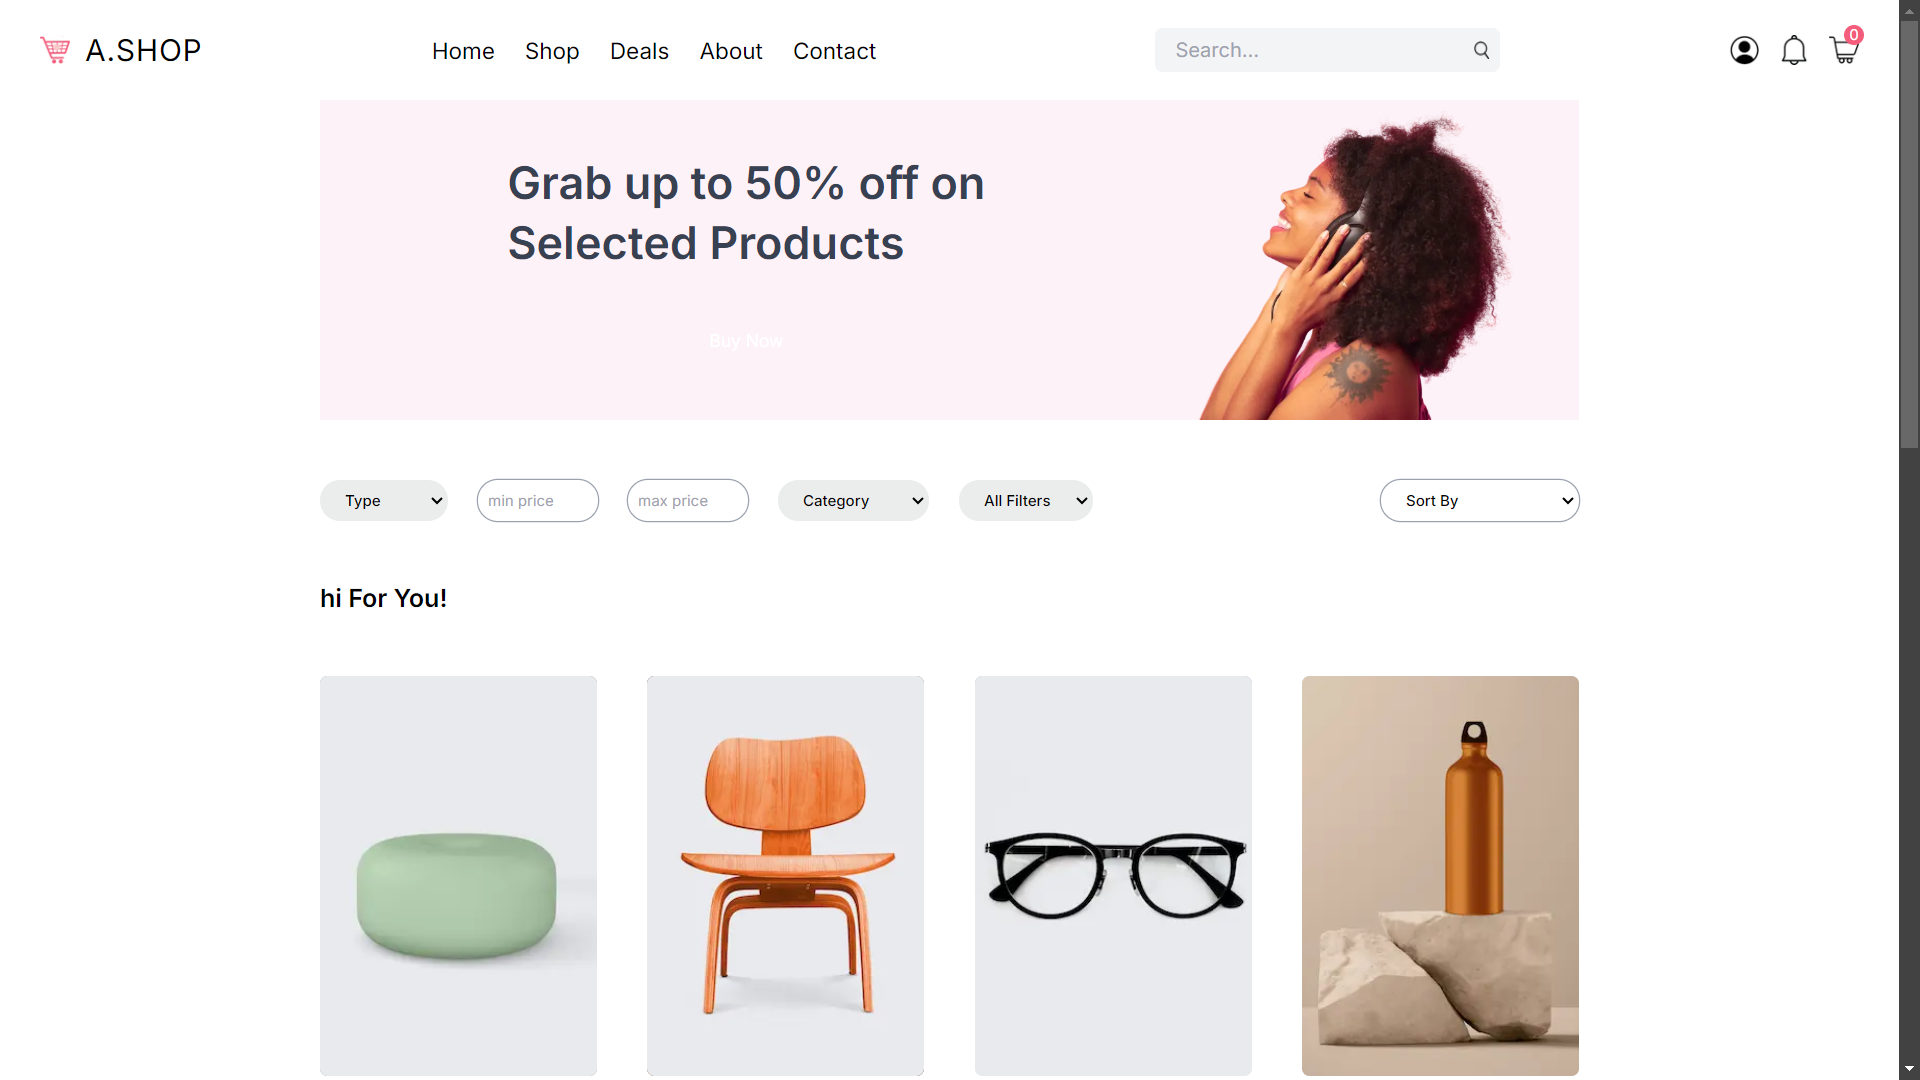 A.SHOP
Home Shop Deals About Contact
Search...
0
Grab up to 50% off on
Selected Products
Buy Now
Type min price max price Category All Filters Sort By
hi For You!